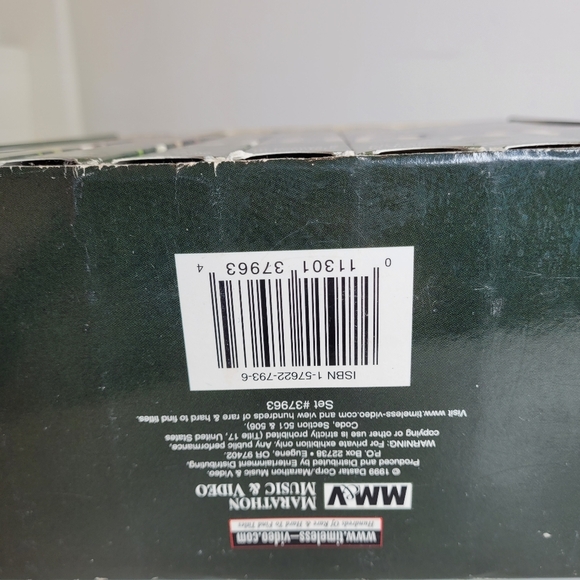 www.timeless-video.com
Hundreds Of Rare & Hard To Find Titles
MM&V MARATHON
MUSIC & VIDEO
© 1999 Dastar Corp/Marathon Music & Video.
Produced and Distributed by Entertainment Distributing.
P.O. Box 22738 • Eugene, OR 97402.
WARNING: For private exhibition only. Any public performance,
copying or other use is strictly prohibited (Title 17, United States
Code, Section 501 & 506).
Visit www.timeless-video.com and view hundreds of rare & hard to find titles.
Set #37963
ISBN 1-57622-793-6
0 11301 37963 4